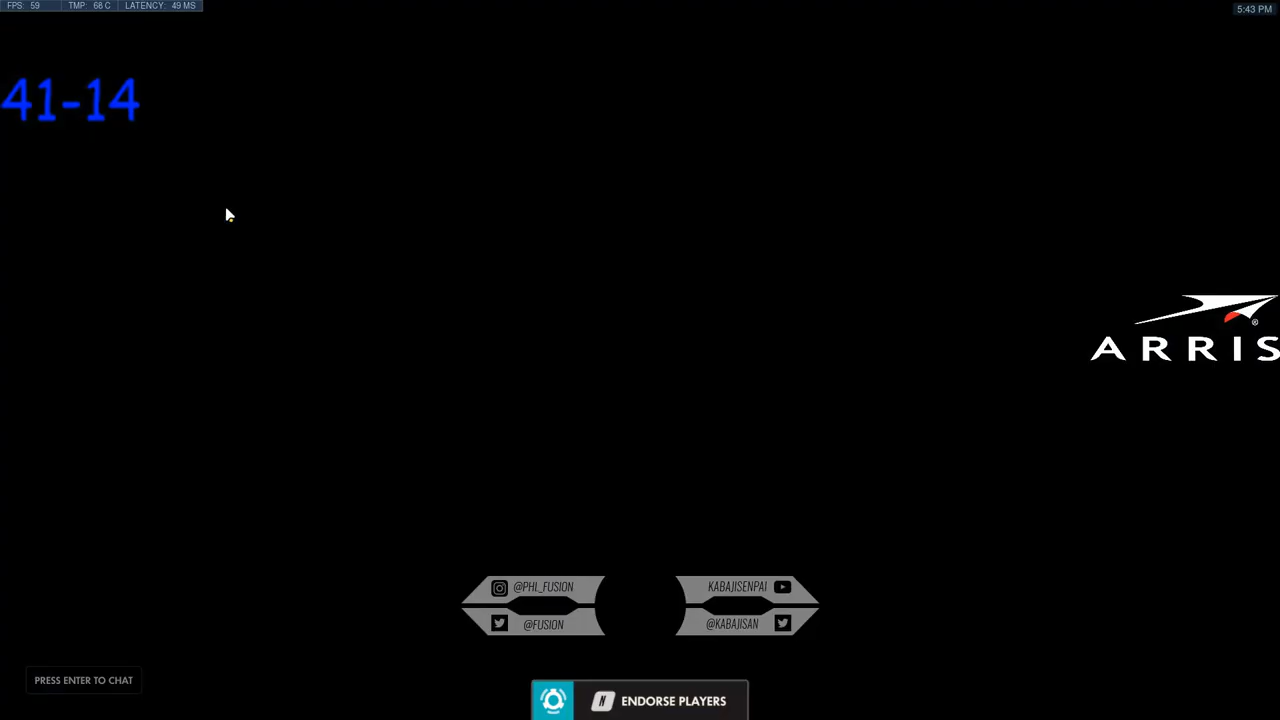 FPS: 59 TMP: 68 C LATENCY: 49 MS
5:43 PM
41-14
ARRIS®
@PHL_FUSION
KABAJISENPAI
@FUSION
@KABAJISAN
PRESS ENTER TO CHAT
N ENDORSE PLAYERS